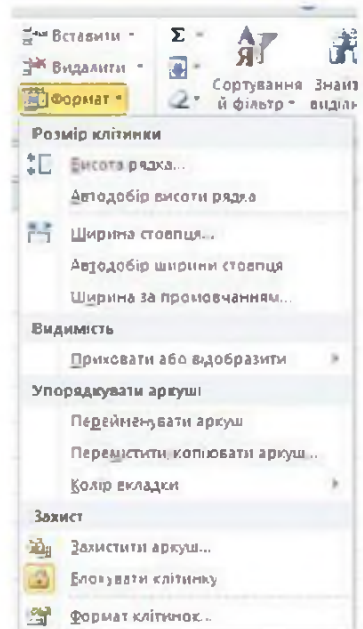 Вставити
Σ
Видалити
Формат
Сортування
й фільтр
Розмір клітинки
Висота рядка...
Автодобір висоти рядка
Ширина стовпця...
Автодобір ширини стовпця
Ширина за промовчанням...
Видимість
Приховати або відобразити
Упорядкувати аркуші
Перейменувати аркуш
Перемістити/копіювати аркуш...
Колір вкладки
Захист
Захистити аркуш...
Блокувати клітинку
Формат клітинок...